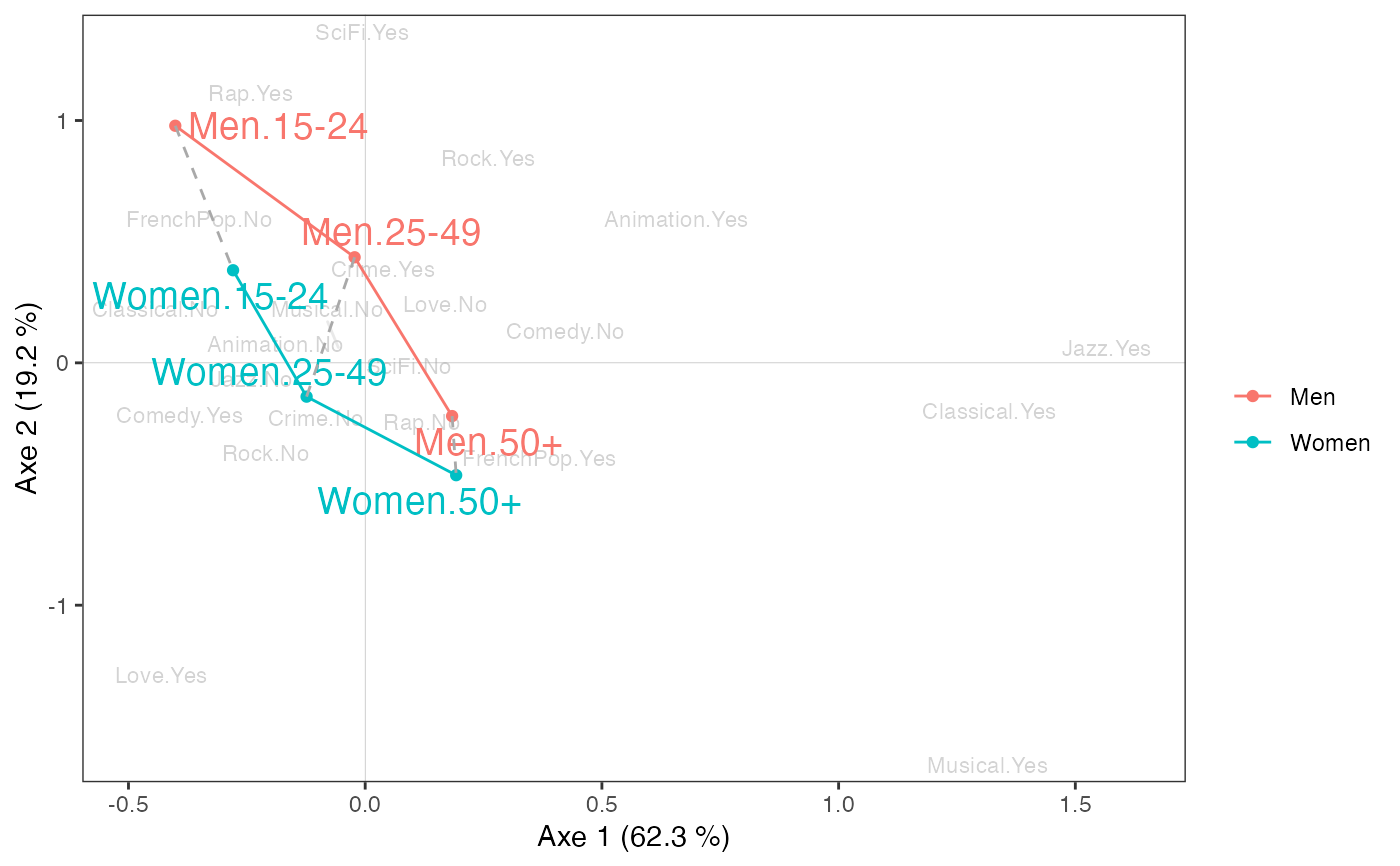 SciFi.Yes
Rap.Yes
1
Men.15-24
Rock.Yes
FrenchPop.No
Men.25-49
Animation.Yes
Crime.Yes
Women.15-24
Classical.No
Musical.No
Love.No
Comedy.No
Animation.No
Jazz.Yes
0
Women.25-49
SciFi.No
Jazz.No
Comedy.Yes
Crime.No
Rap.No
Classical.Yes
Men
Men.50+
Women
Rock.No
FrenchPop.Yes
Women.50+
-1
Love.Yes
Musical.Yes
-0.5
0.0
0.5
1.0
1.5
Axe 1 (62.3 %)
Axe 2 (19.2 %)